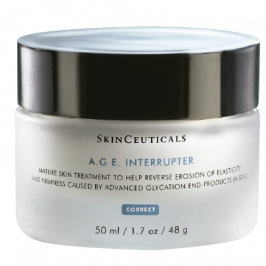 SKINCEUTICALS
A.G.E. INTERRUPTER
MATURE SKIN TREATMENT TO HELP REVERSE EROSION OF ELASTICITY
AND FIRMNESS CAUSED BY ADVANCED GLYCATION END-PRODUCTS (A.G.E.)
CORRECT
50 ml / 1.7 oz / 48 g